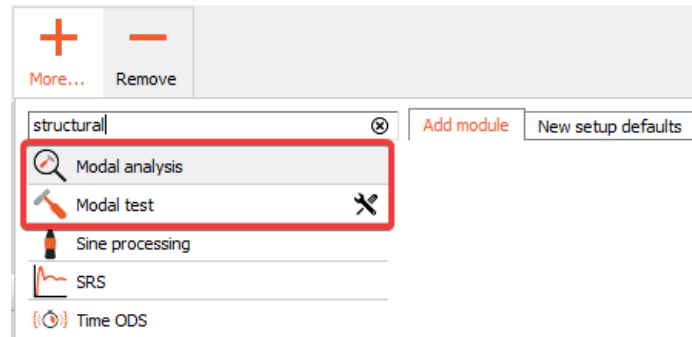 More... Remove
structural
Add module New setup defaults
Modal analysis
Modal test
Sine processing
SRS
Time ODS